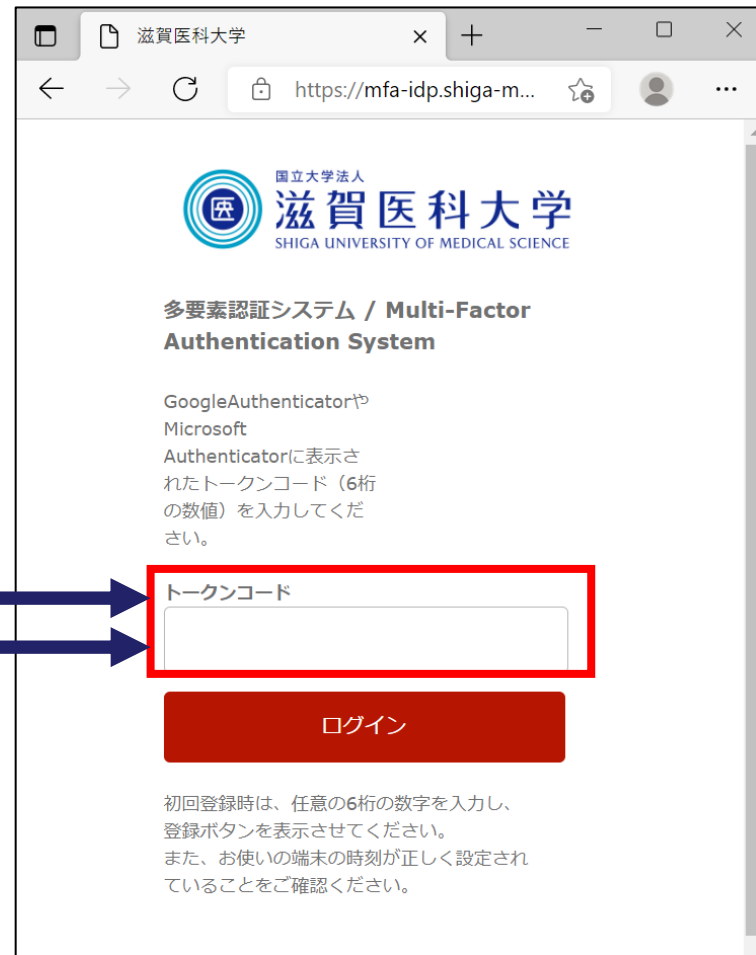 滋賀医科大学
https://mfa-idp.shiga-m...
医
国立大学法人
滋賀医科大学
SHIGA UNIVERSITY OF MEDICAL SCIENCE
多要素認証システム / Multi-Factor
Authentication System
GoogleAuthenticatorや
Microsoft
Authenticatorに表示さ
れたトークンコード（6桁
の数値）を入力してくだ
さい。
トークンコード
ログイン
初回登録時は、任意の6桁の数字を入力し、
登録ボタンを表示させてください。
また、お使いの端末の時刻が正しく設定され
ていることをご確認ください。